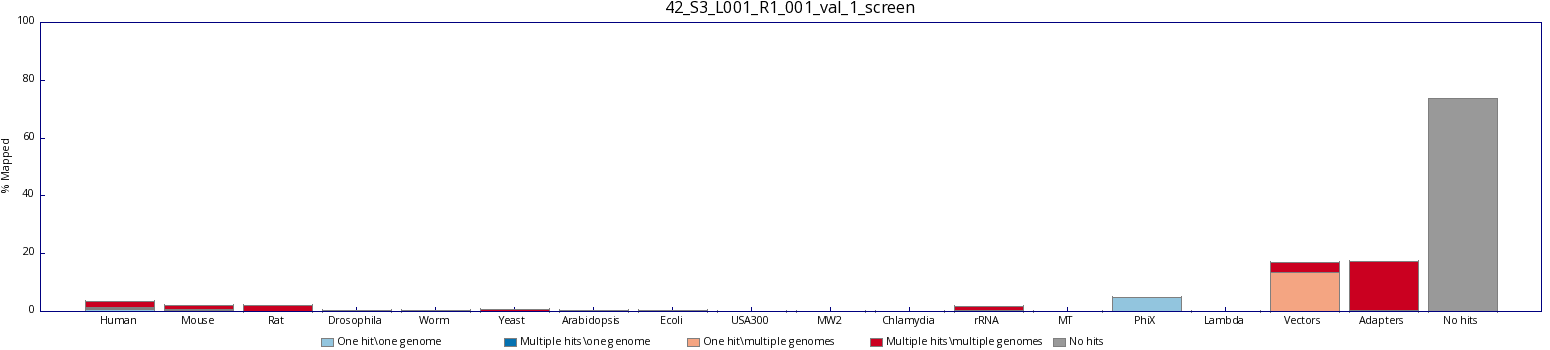 42_S3_L001_R1_001_val_1_screen
100
80
60
40
20
0
% Mapped
Human Mouse Rat Drosophila Worm Yeast Arabidopsis Ecoli USA300 MW2 Chlamydia rRNA MT PhiX Lambda Vectors Adapters No hits
One hit\one genome Multiple hits\one genome One hit\multiple genomes Multiple hits\multiple genomes No hits